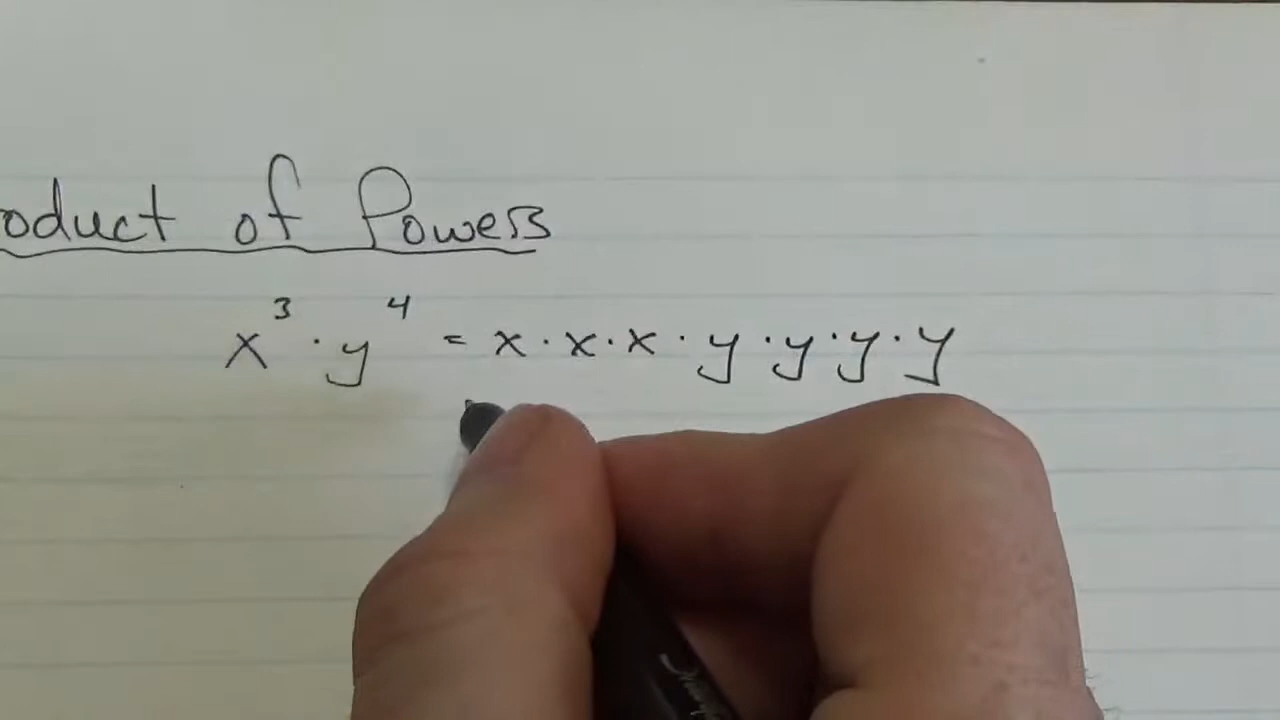 oduct of Powers
x³ · y⁴ = x · x · x · y · y · y · y